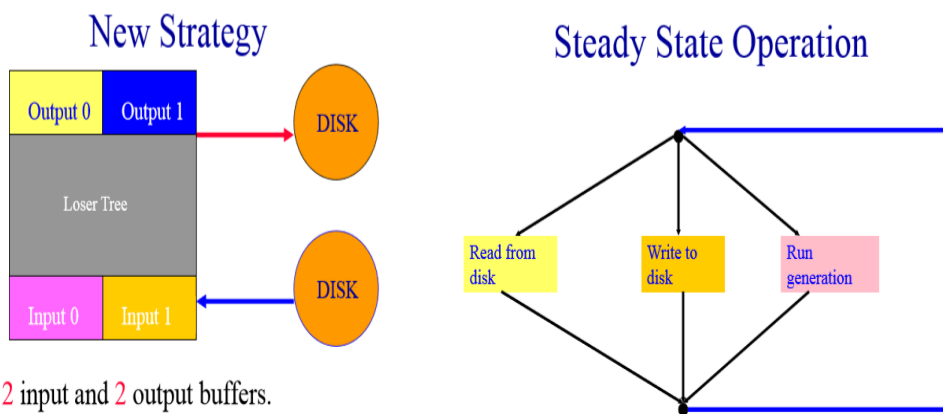 New Strategy
Output 0
Output 1
DISK
Loser Tree
DISK
Input 0
Input 1
2 input and 2 output buffers.
Steady State Operation
Read from
disk
Write to
disk
Run
generation